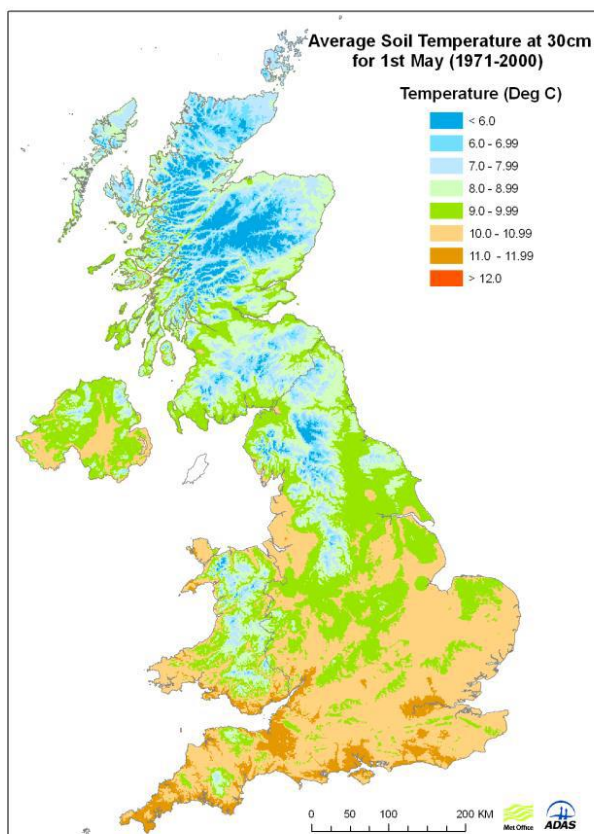 Average Soil Temperature at 30cm
for 1st May (1971-2000)
Temperature (Deg C)
< 6.0
6.0 - 6.99
7.0 - 7.99
8.0 - 8.99
9.0 - 9.99
10.0 - 10.99
11.0 - 11.99
> 12.0
0 50 100 200 KM
Met Office
ADAS